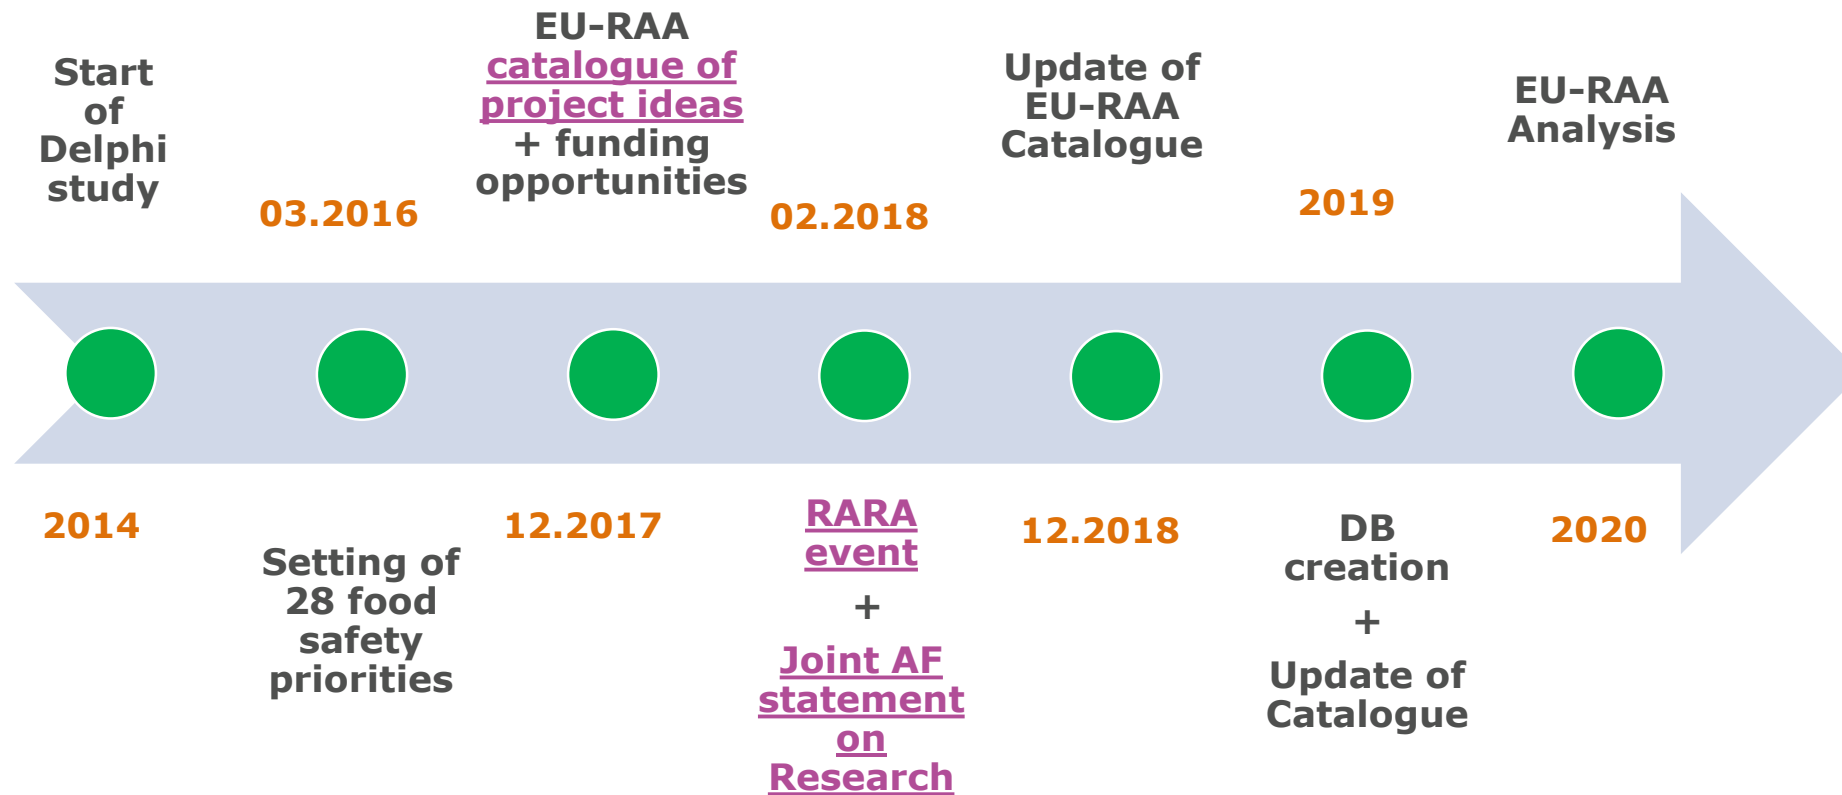 Start
of
Delphi
study
2014
03.2016
Setting of
28 food
safety
priorities
EU-RAA
catalogue of
project ideas
+ funding
opportunities
12.2017
02.2018
RARA
event
+
Joint AF
statement
on
Research
Update of
EU-RAA
Catalogue
12.2018
2019
DB
creation
+
Update of
Catalogue
EU-RAA
Analysis
2020